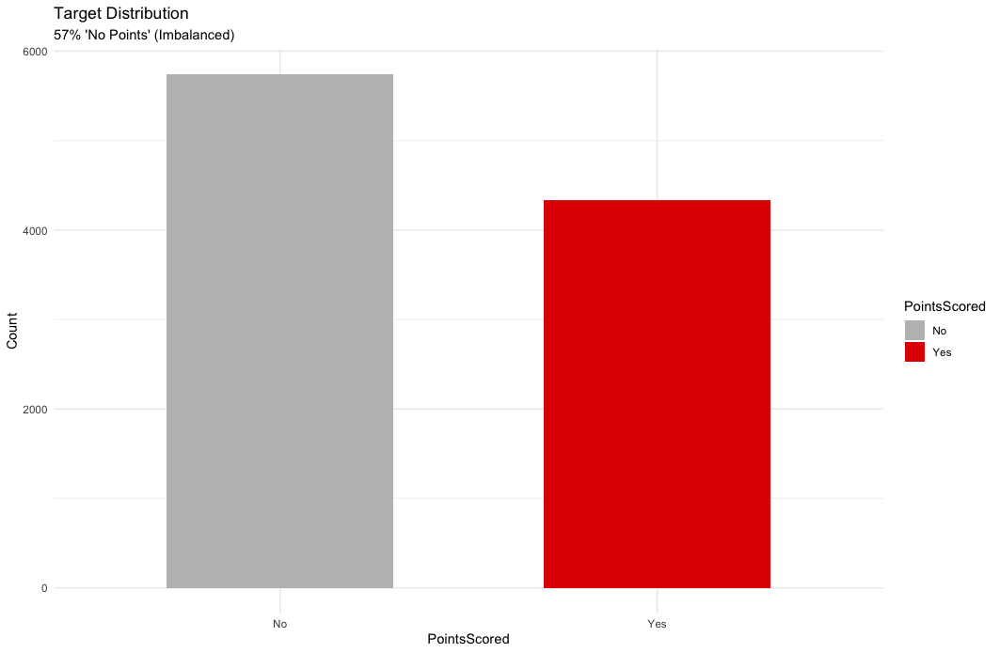 Target Distribution
57% 'No Points' (Imbalanced)
6000
4000
2000
0
Count
No
Yes
PointsScored
PointsScored
No
Yes